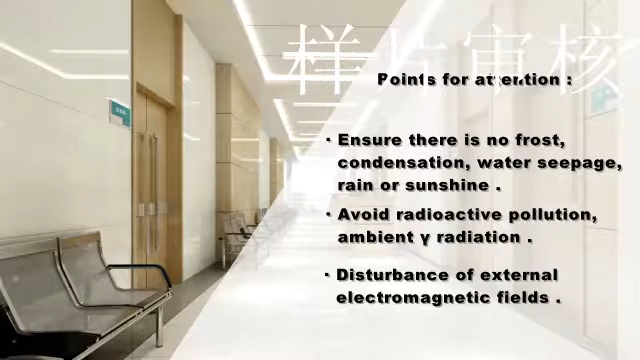 样片审核
Points for attention :
· Ensure there is no frost,
condensation, water seepage,
rain or sunshine .
· Avoid radioactive pollution,
ambient γ radiation .
· Disturbance of external
electromagnetic fields .